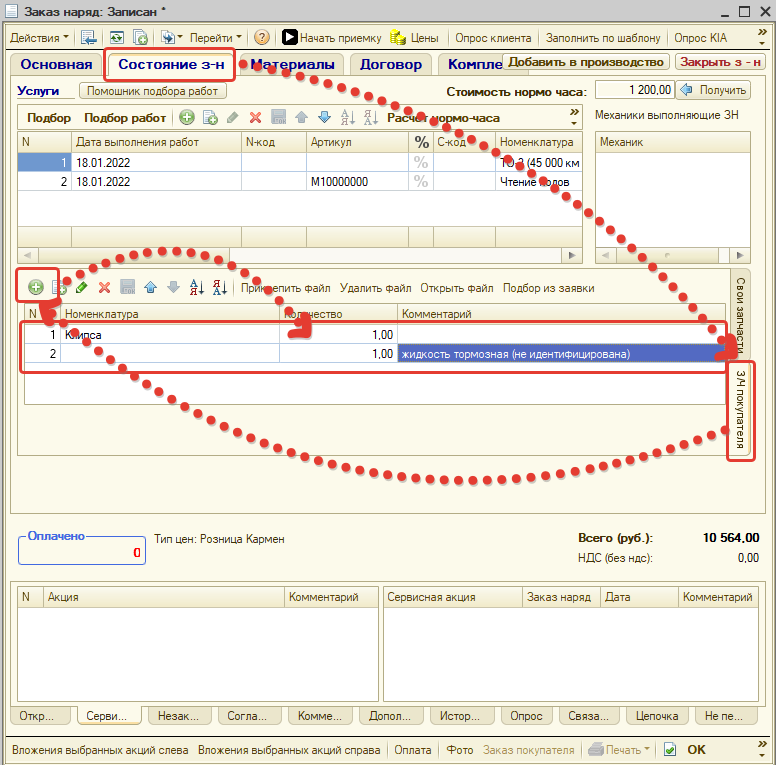 Заказ наряд: Записан *
Действия Перейти Начать приемку Цены Опрос клиента Заполнить по шаблону Опрос KIA
Основная Состояние з-н Материалы Договор Компле Добавить в производство Закрыть з - н
Услуги Помошник подбора работ Стоимость нормо часа: 1 200,00 Получить
Подбор Подбор работ Расчет нормо-часа Механики выполняющие ЗН
N Дата выполнения работ N-код Артикул % С-код Номенклатура Механик
1 18.01.2022 % ТО-3 (45 000 км
2 18.01.2022 M10000000 % Чтение кодов
Прикрепить файл Удалить файл Открыть файл Подбор из заявки
N Номенклатура Количество Комментарий
1 Клипса 1,00
2 1,00 жидкость тормозная (не идентифицирована)
Свои запчасти
З/Ч покупателя
Оплачено
0
Тип цен: Розница Кармен
Всего (руб.): 10 564,00
НДС (без ндс): 0,00
N Акция Комментарий Сервисная акция Заказ наряд Дата Комментарий
Откр... Серви... Незак... Согла... Комме... Допол... Истор... Опрос Связа... Цепочка Не пе...
Вложения выбранных акций слева Вложения выбранных акций справа Оплата Фото Заказ покупателя Печать OK